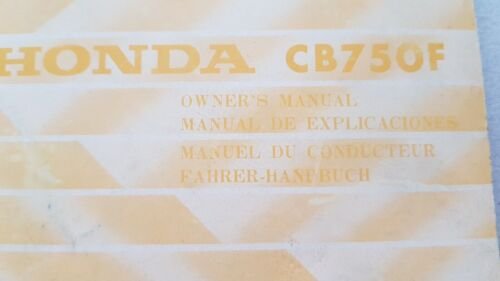 HONDA CB750F
OWNER'S MANUAL
MANUAL DE EXPLICACIONES
MANUEL DU CONDUCTEUR
FAHRER-HANDBUCH